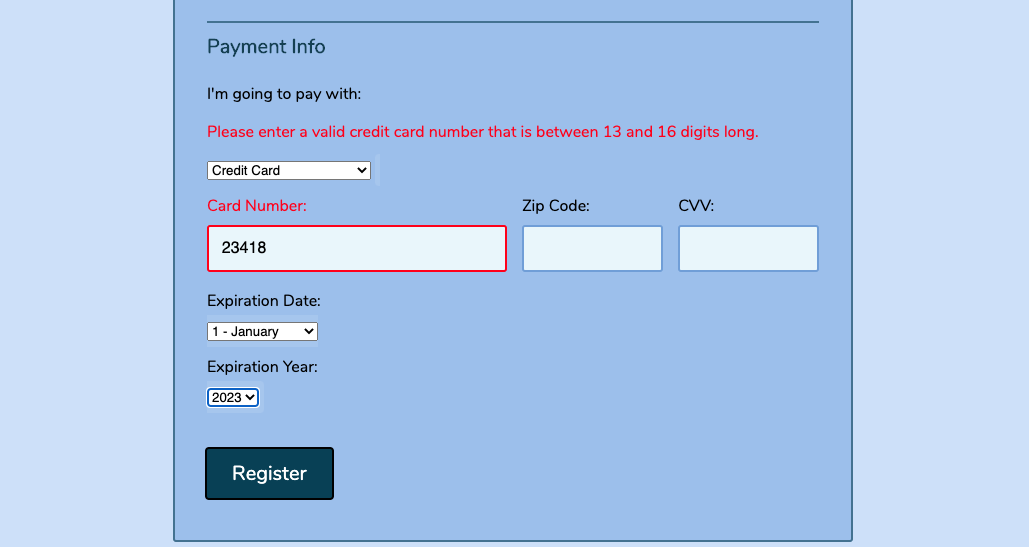 Payment Info
I'm going to pay with:
Please enter a valid credit card number that is between 13 and 16 digits long.
Credit Card
Card Number: Zip Code: CVV:
23418
Expiration Date:
1 - January
Expiration Year:
2023
Register